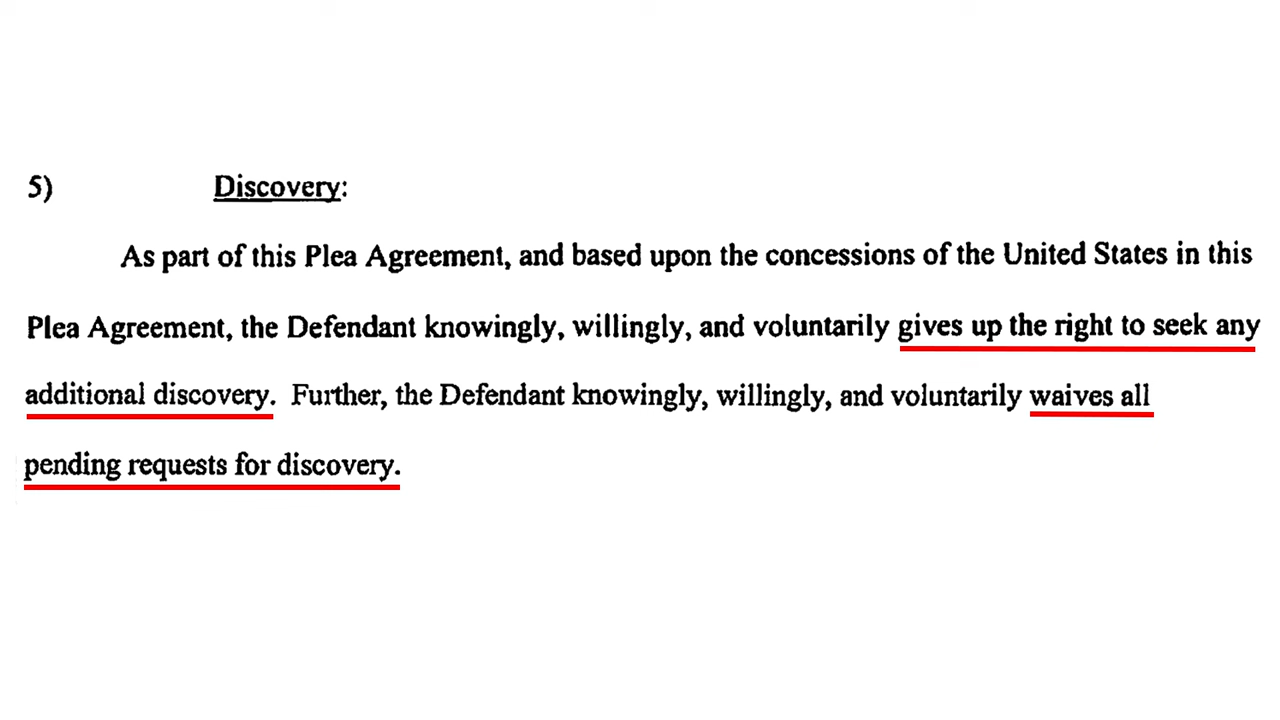 5) Discovery:
As part of this Plea Agreement, and based upon the concessions of the United States in this
Plea Agreement, the Defendant knowingly, willingly, and voluntarily gives up the right to seek any
additional discovery. Further, the Defendant knowingly, willingly, and voluntarily waives all
pending requests for discovery.